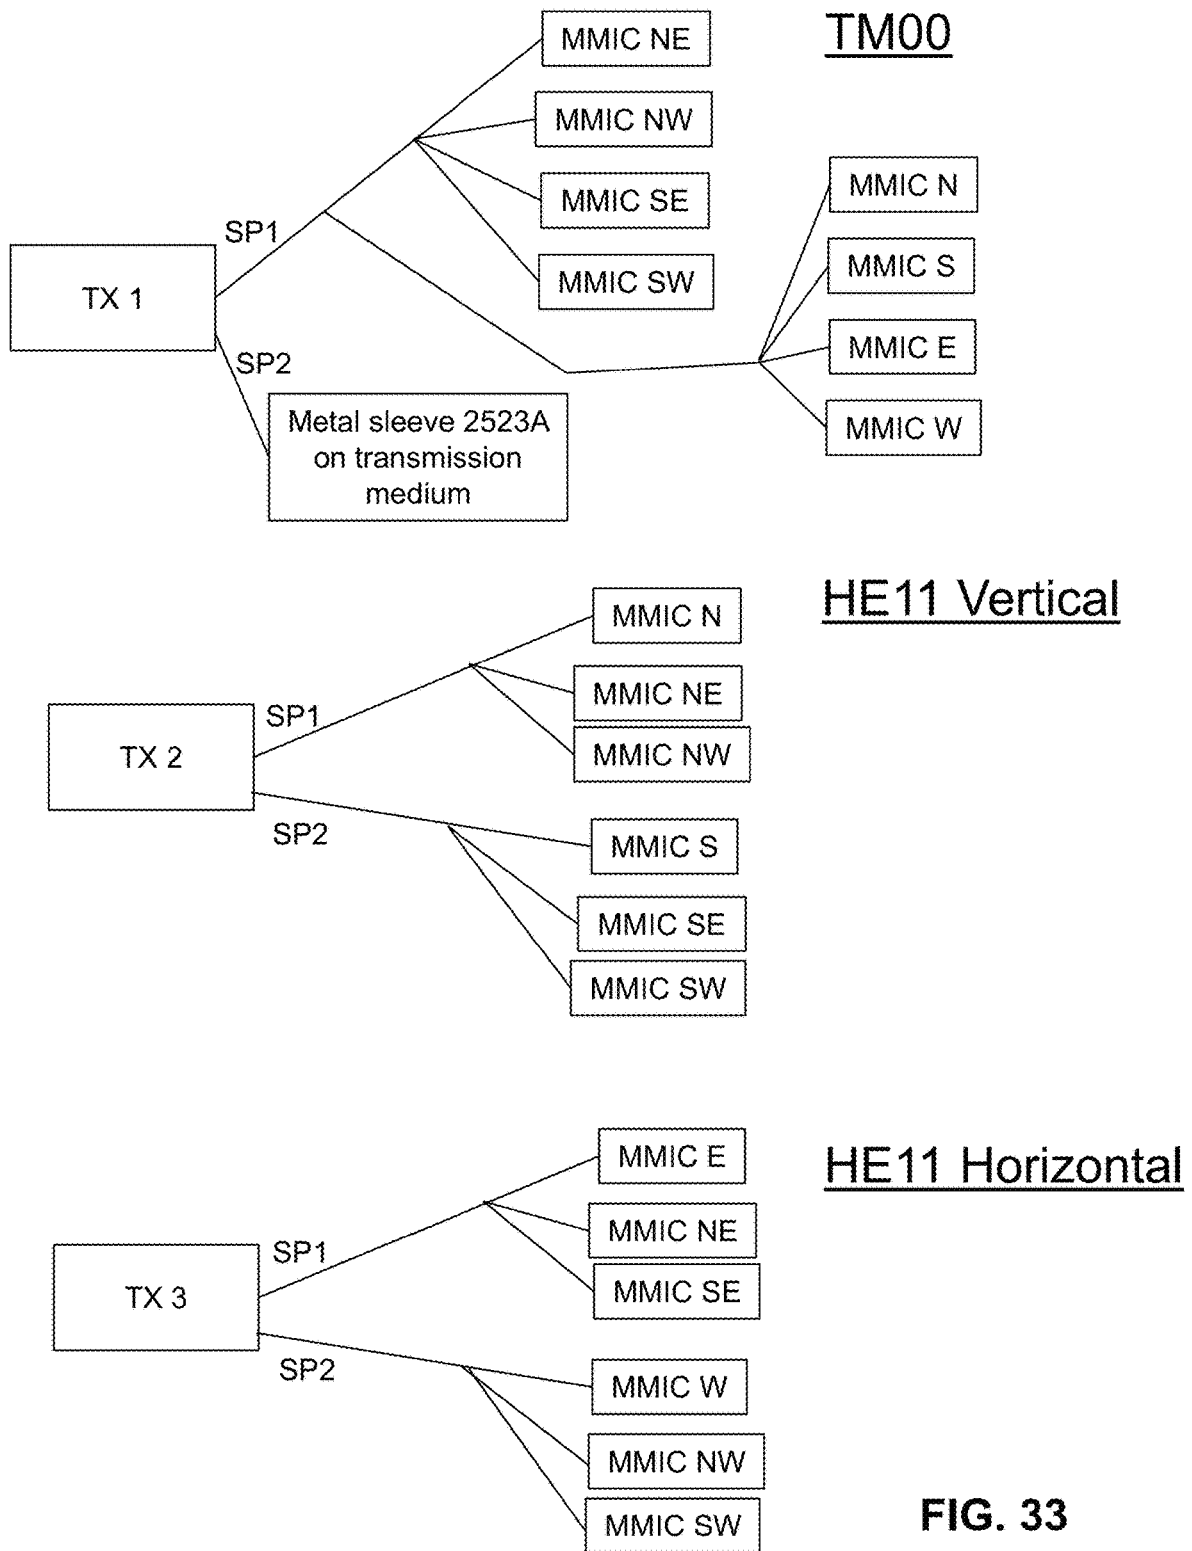 TM00
MMIC NE
MMIC NW
MMIC SE
MMIC SW
MMIC N
MMIC S
MMIC E
MMIC W
SP1
TX 1
SP2
Metal sleeve 2523A
on transmission
medium
HE11 Vertical
MMIC N
MMIC NE
MMIC NW
SP1
TX 2
SP2
MMIC S
MMIC SE
MMIC SW
HE11 Horizontal
MMIC E
MMIC NE
MMIC SE
SP1
TX 3
SP2
MMIC W
MMIC NW
MMIC SW
FIG. 33